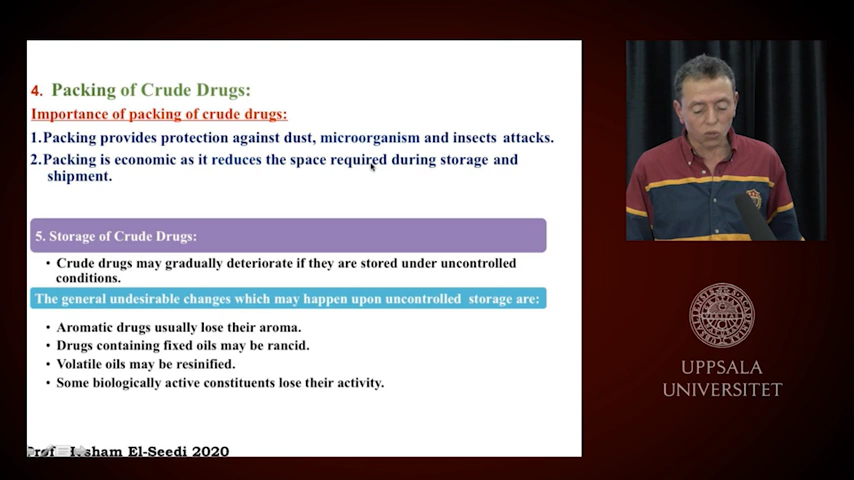 4. Packing of Crude Drugs:
Importance of packing of crude drugs:
1.Packing provides protection against dust, microorganism and insects attacks.
2.Packing is economic as it reduces the space required during storage and
shipment.
5. Storage of Crude Drugs:
• Crude drugs may gradually deteriorate if they are stored under uncontrolled
conditions.
The general undesirable changes which may happen upon uncontrolled storage are:
• Aromatic drugs usually lose their aroma.
• Drugs containing fixed oils may be rancid.
• Volatile oils may be resinified.
• Some biologically active constituents lose their activity.
El-Seedi 2020
UPPSALA
UNIVERSITET